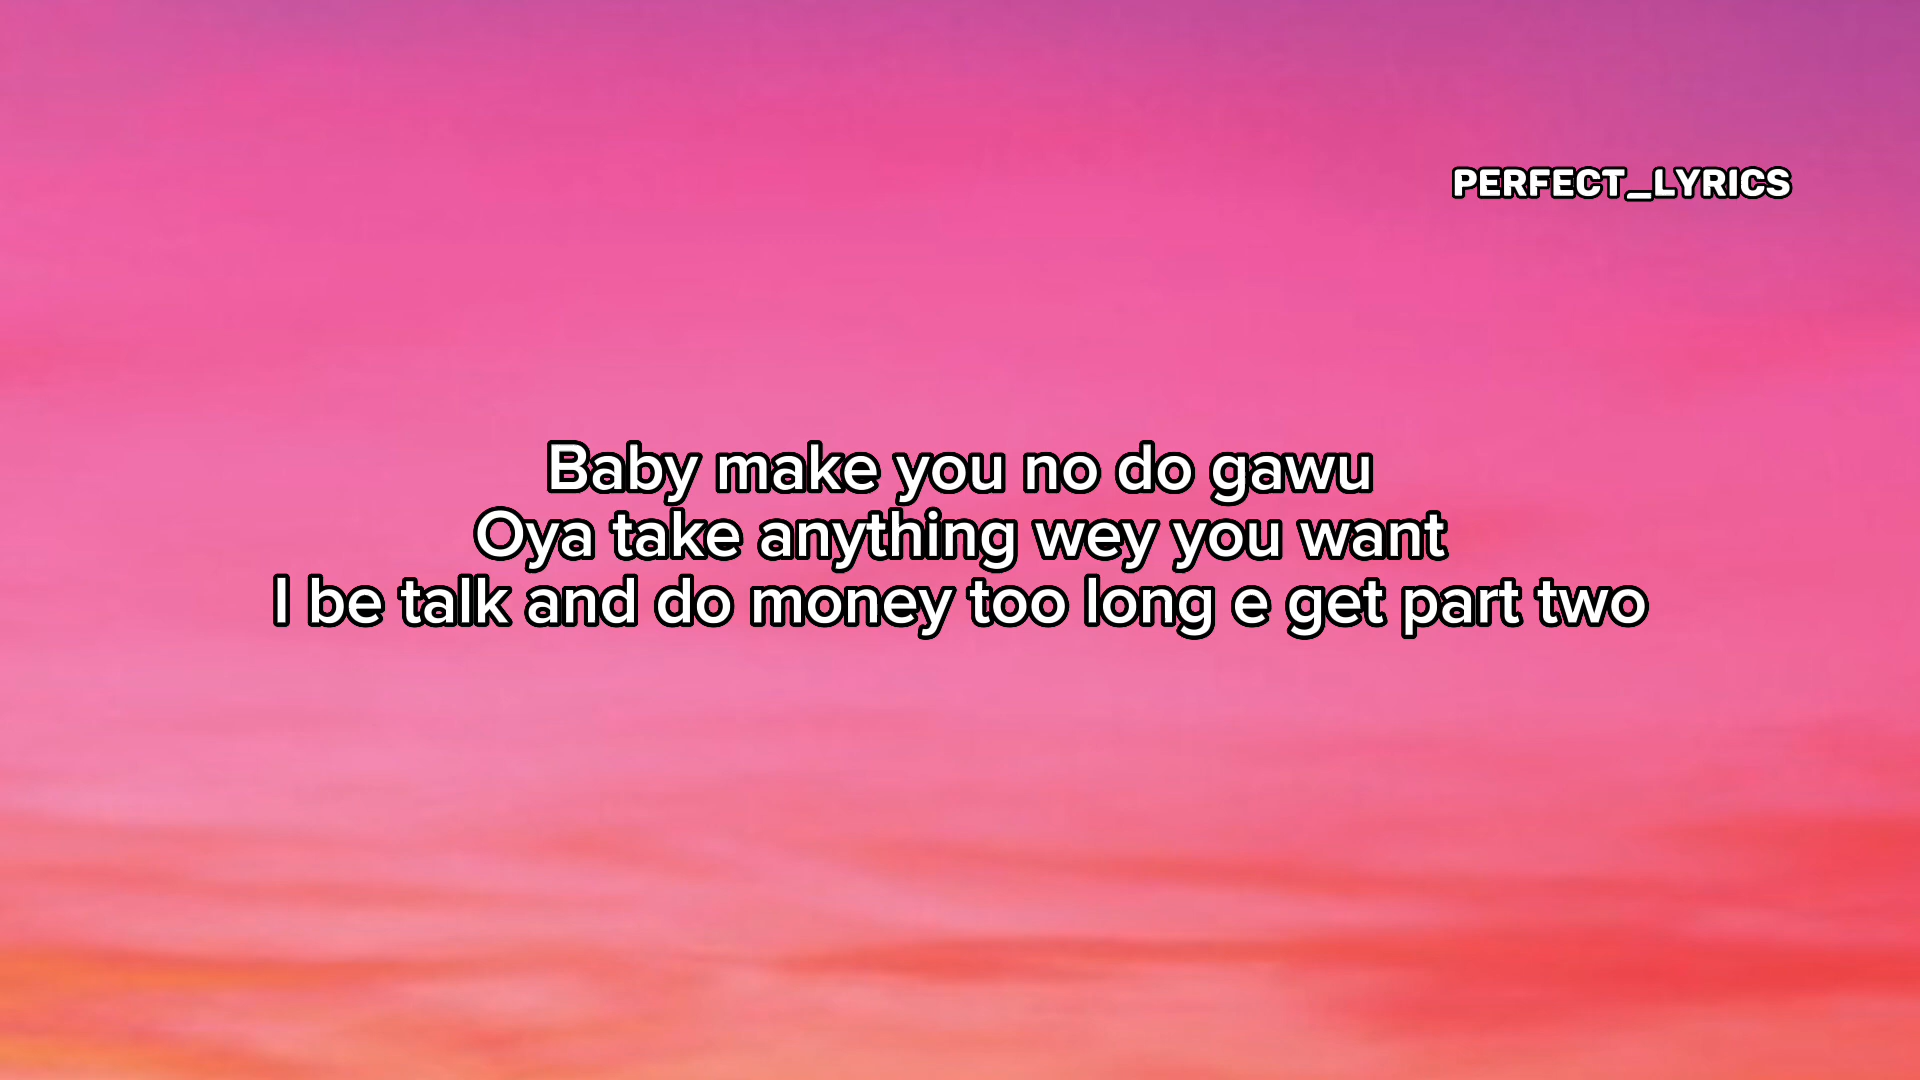 PERFECT_LYRICS
Baby make you no do gawu
Oya take anything wey you want
I be talk and do money too long e get part two